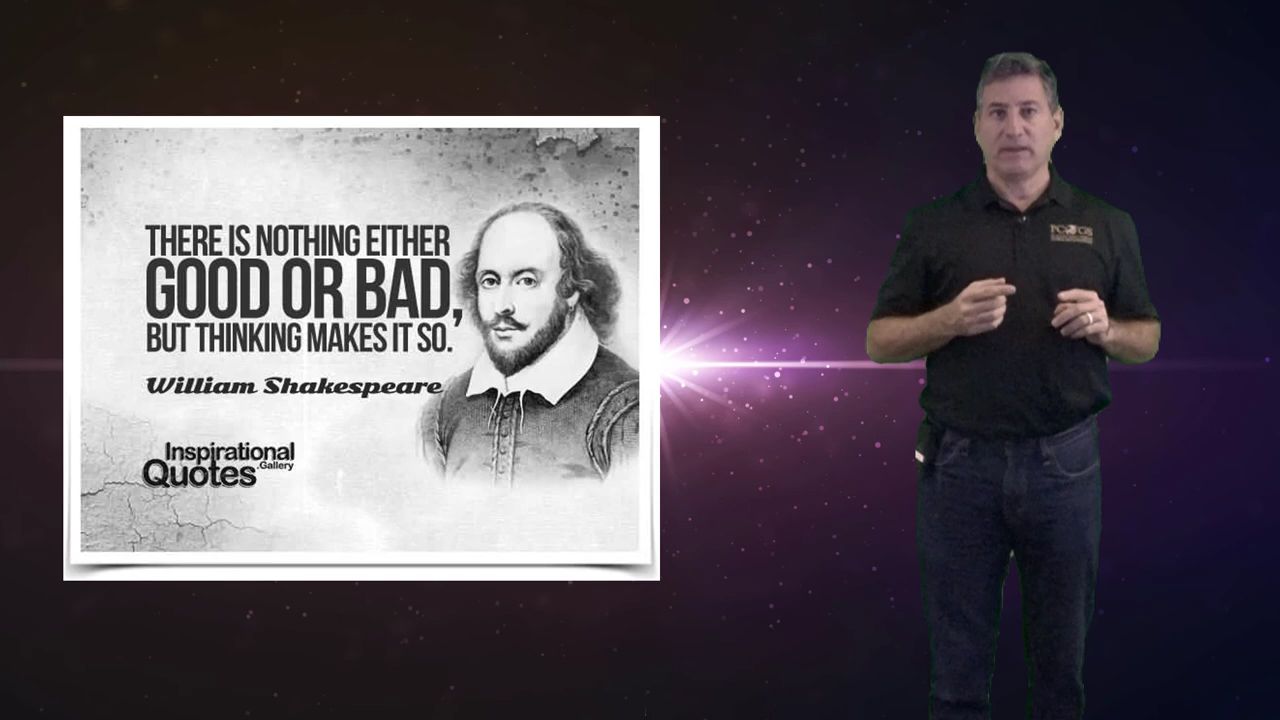 THERE IS NOTHING EITHER
GOOD OR BAD,
BUT THINKING MAKES IT SO.
William Shakespeare
Inspirational
Quotes
.Gallery